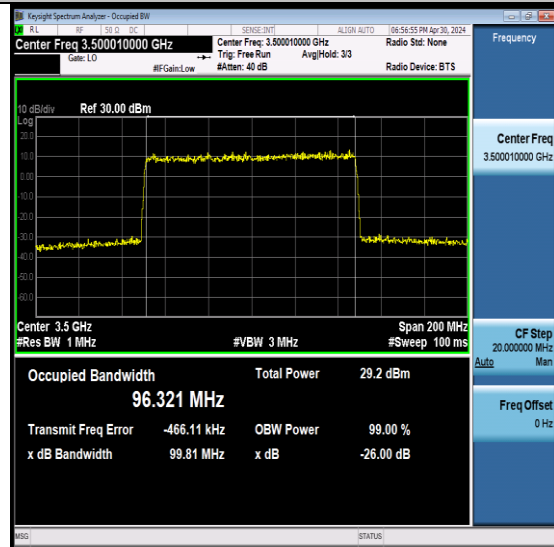 Keysight Spectrum Analyzer - Occupied BW
RL RF 50 Ω DC SENSE:INT ALIGN AUTO 06:56:55 PM Apr 30, 2024
Center Freq 3.500010000 GHz
Center Freq: 3.500010000 GHz
Radio Std: None
Gate: LO
Trig: Free Run Avg|Hold: 3/3
#IFGain:Low
#Atten: 40 dB
Radio Device: BTS
10 dB/div Ref 30.00 dBm
Log
20.0
10.0
0.00
-10.0
-20.0
-30.0
-40.0
-50.0
-60.0
Center 3.5 GHz Span 200 MHz
#Res BW 1 MHz #VBW 3 MHz #Sweep 100 ms
Occupied Bandwidth Total Power 29.2 dBm
96.321 MHz
Transmit Freq Error -466.11 kHz OBW Power 99.00 %
x dB Bandwidth 99.81 MHz x dB -26.00 dB
Frequency
Center Freq
3.500010000 GHz
CF Step
20.000000 MHz
Auto Man
Freq Offset
0 Hz
MSG STATUS